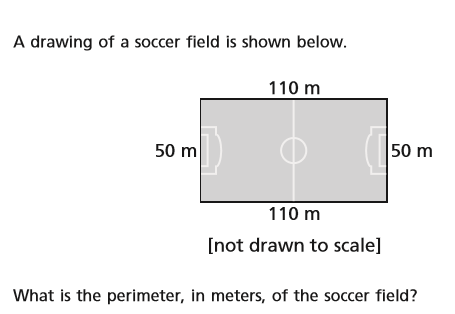 A drawing of a soccer field is shown below.
110 m
50 m
50 m
110 m
[not drawn to scale]
What is the perimeter, in meters, of the soccer field?